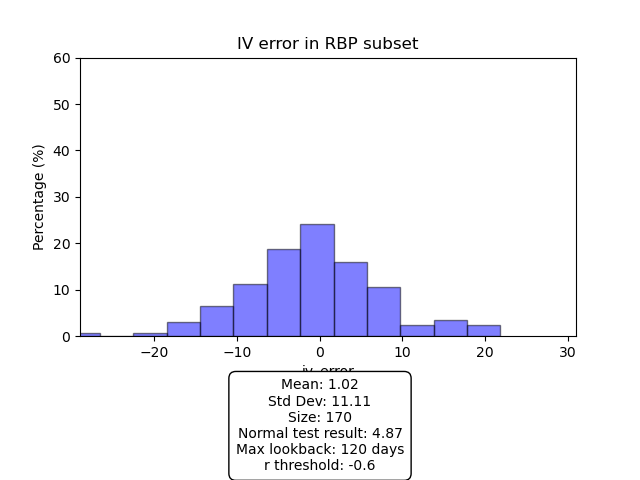 IV error in RBP subset
60
50
40
30
20
10
0
Percentage (%)
−20 −10 0 10 20 30
iv_error
Mean: 1.02
Std Dev: 11.11
Size: 170
Normal test result: 4.87
Max lookback: 120 days
r threshold: -0.6